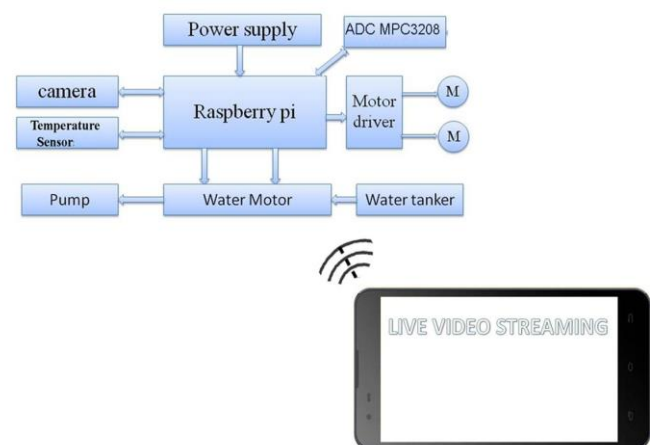 Power supply
ADC MPC3208
camera
Raspberry pi
Motor
driver
M
M
Temperature
Sensor
Pump
Water Motor
Water tanker
LIVE VIDEO STREAMING